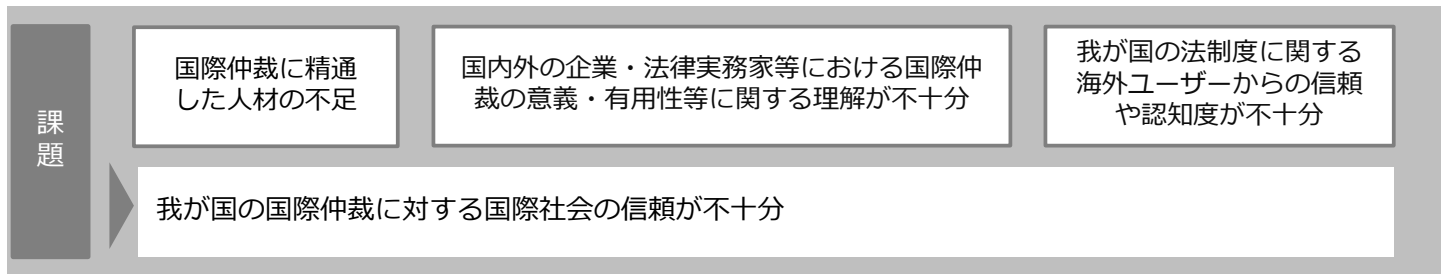 課題
国際仲裁に精通
した人材の不足
国内外の企業・法律実務家等における国際仲
裁の意義・有用性等に関する理解が不十分
我が国の法制度に関する
海外ユーザーからの信頼
や認知度が不十分
我が国の国際仲裁に対する国際社会の信頼が不十分